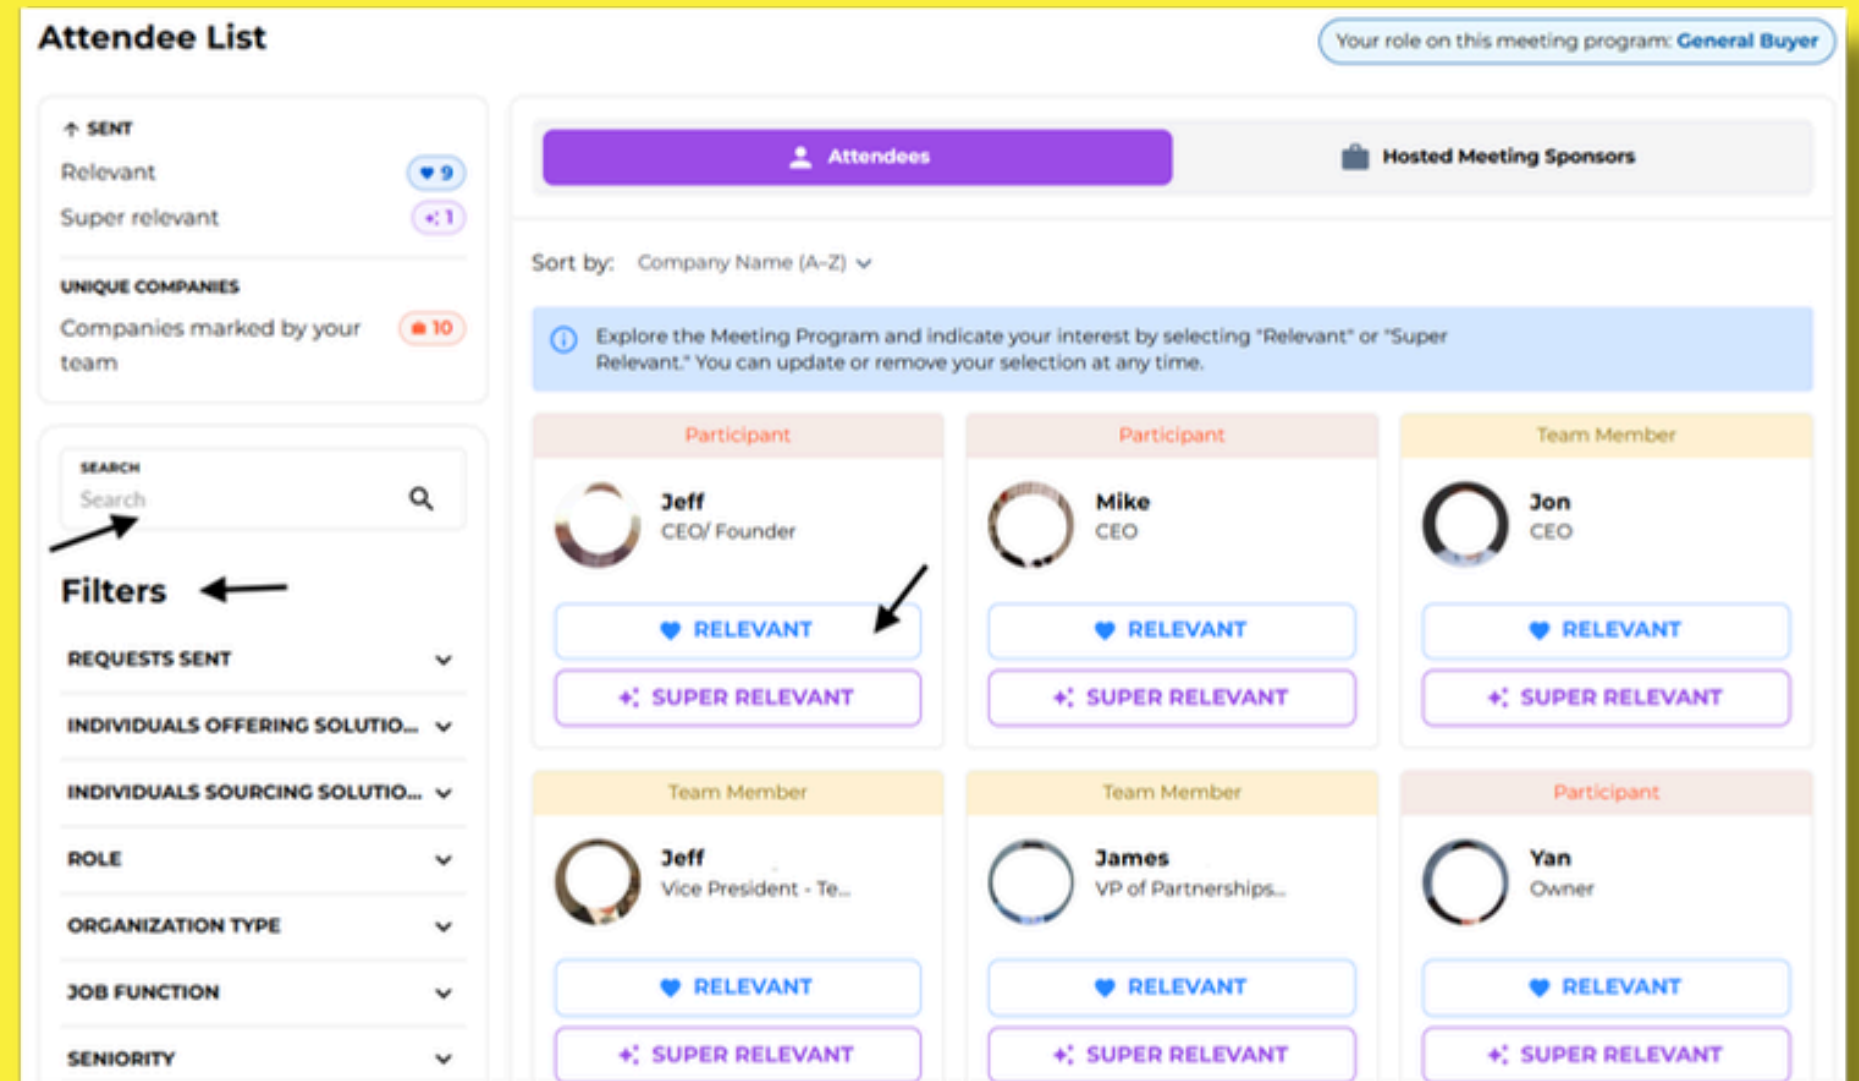 Attendee List
Your role on this meeting program: General Buyer
SENT
Relevant
9
Super relevant
1
UNIQUE COMPANIES
Companies marked by your
team
10
SEARCH
Search
Filters
REQUESTS SENT
INDIVIDUALS OFFERING SOLUTIO...
INDIVIDUALS SOURCING SOLUTIO...
ROLE
ORGANIZATION TYPE
JOB FUNCTION
SENIORITY
Attendees
Hosted Meeting Sponsors
Sort by: Company Name (A-Z)
Explore the Meeting Program and indicate your interest by selecting "Relevant" or "Super
Relevant." You can update or remove your selection at any time.
Participant
Jeff
CEO/ Founder
RELEVANT
SUPER RELEVANT
Participant
Mike
CEO
RELEVANT
SUPER RELEVANT
Team Member
Jon
CEO
RELEVANT
SUPER RELEVANT
Team Member
Jeff
Vice President - Te...
RELEVANT
SUPER RELEVANT
Team Member
James
VP of Partnerships...
RELEVANT
SUPER RELEVANT
Participant
Yan
Owner
RELEVANT
SUPER RELEVANT